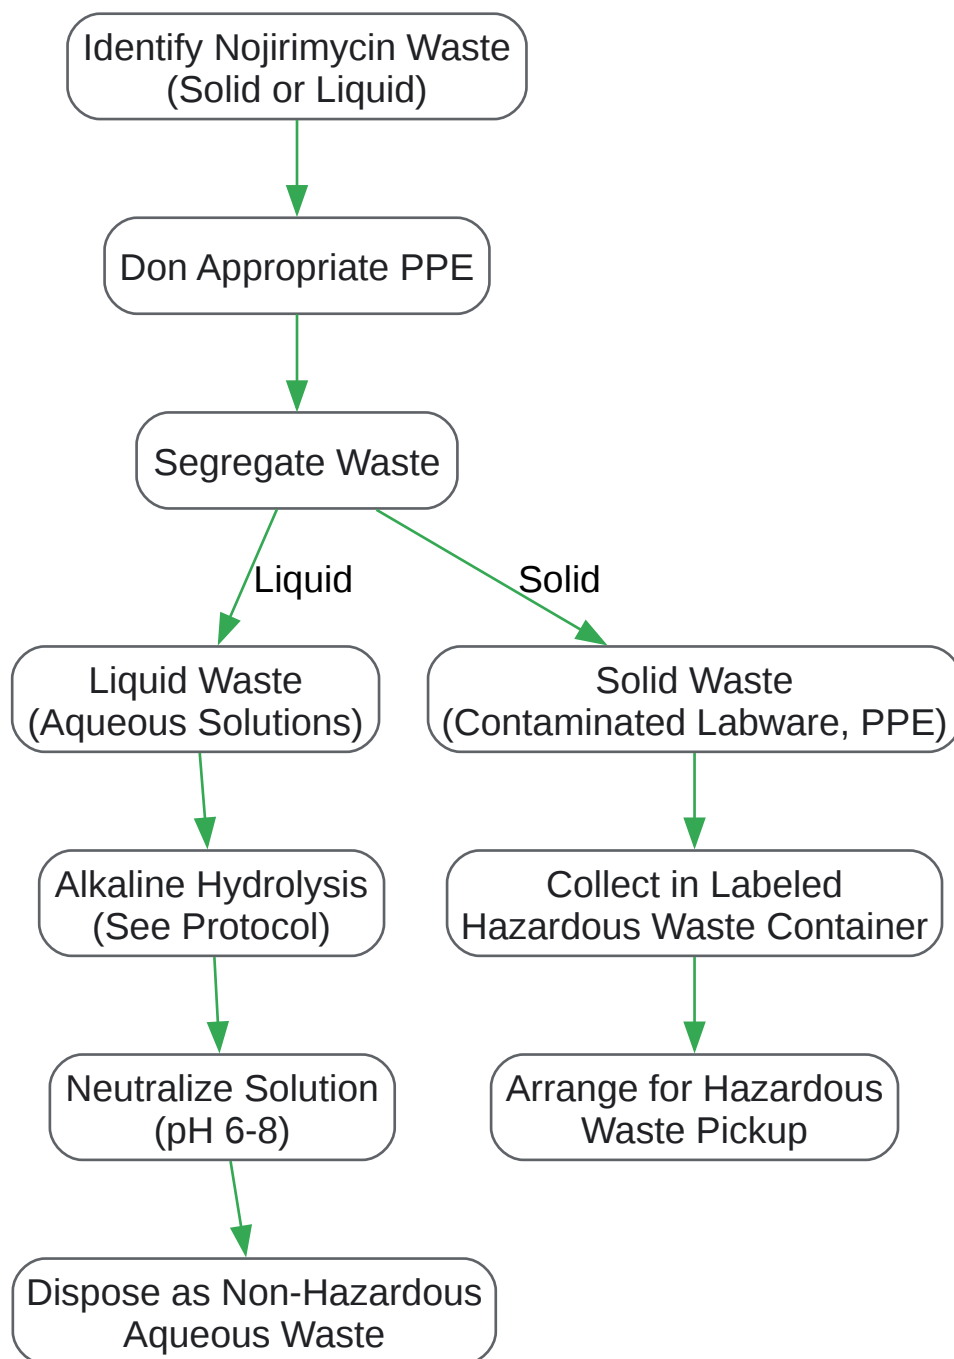 Identify Nojirimycin Waste
(Solid or Liquid)
Don Appropriate PPE
Segregate Waste
Liquid
Solid
Liquid Waste
(Aqueous Solutions)
Solid Waste
(Contaminated Labware, PPE)
Alkaline Hydrolysis
(See Protocol)
Collect in Labeled
Hazardous Waste Container
Neutralize Solution
(pH 6-8)
Arrange for Hazardous
Waste Pickup
Dispose as Non-Hazardous
Aqueous Waste